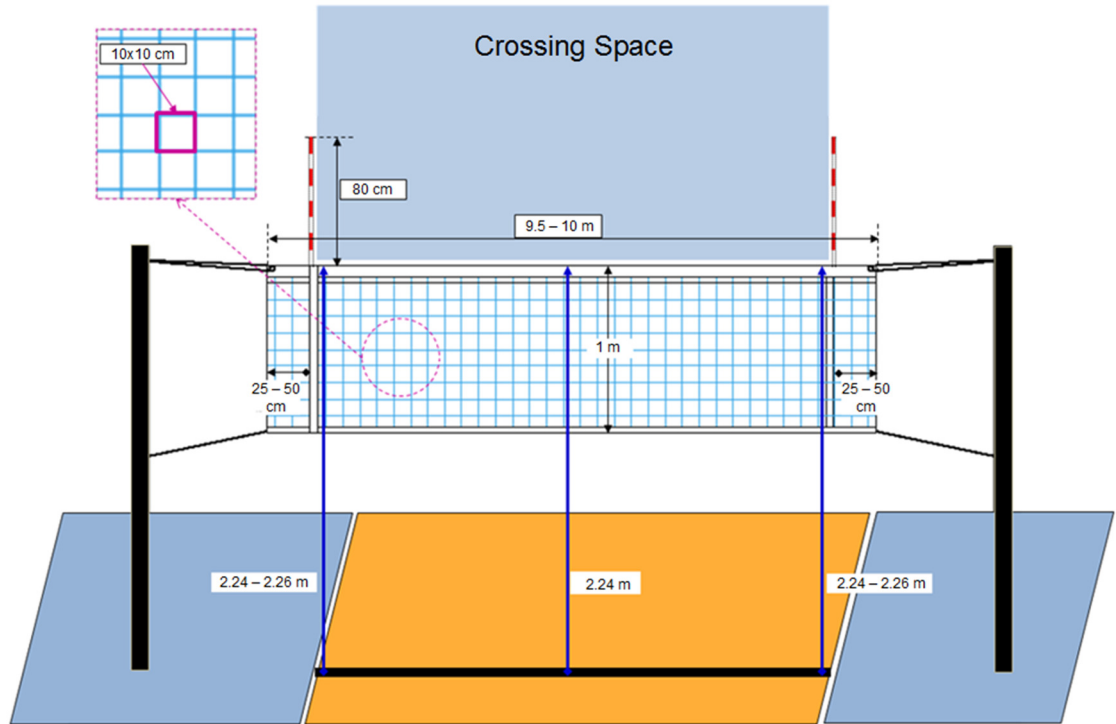 Crossing Space
10x10 cm
80 cm
9.5 – 10 m
1 m
25 – 50
cm
25 – 50
cm
2.24 – 2.26 m
2.24 m
2.24 – 2.26 m